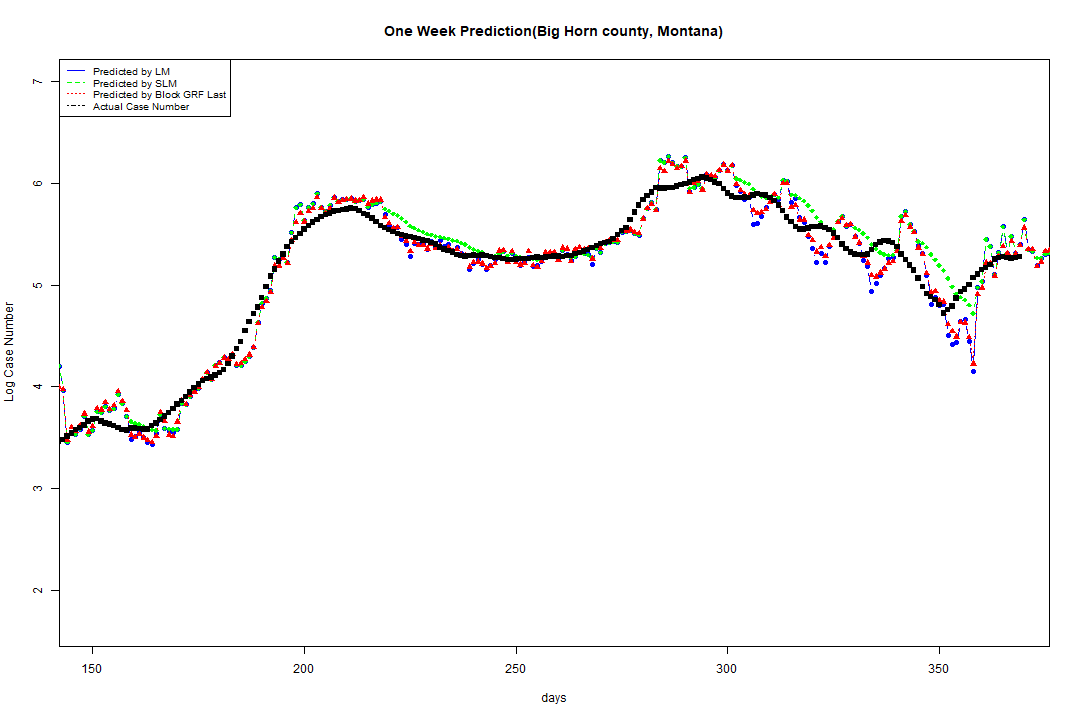 One Week Prediction(Big Horn county, Montana)
Predicted by LM
Predicted by SLM
Predicted by Block GRF Last
Actual Case Number
7
6
5
4
3
2
Log Case Number
150 200 250 300 350
days